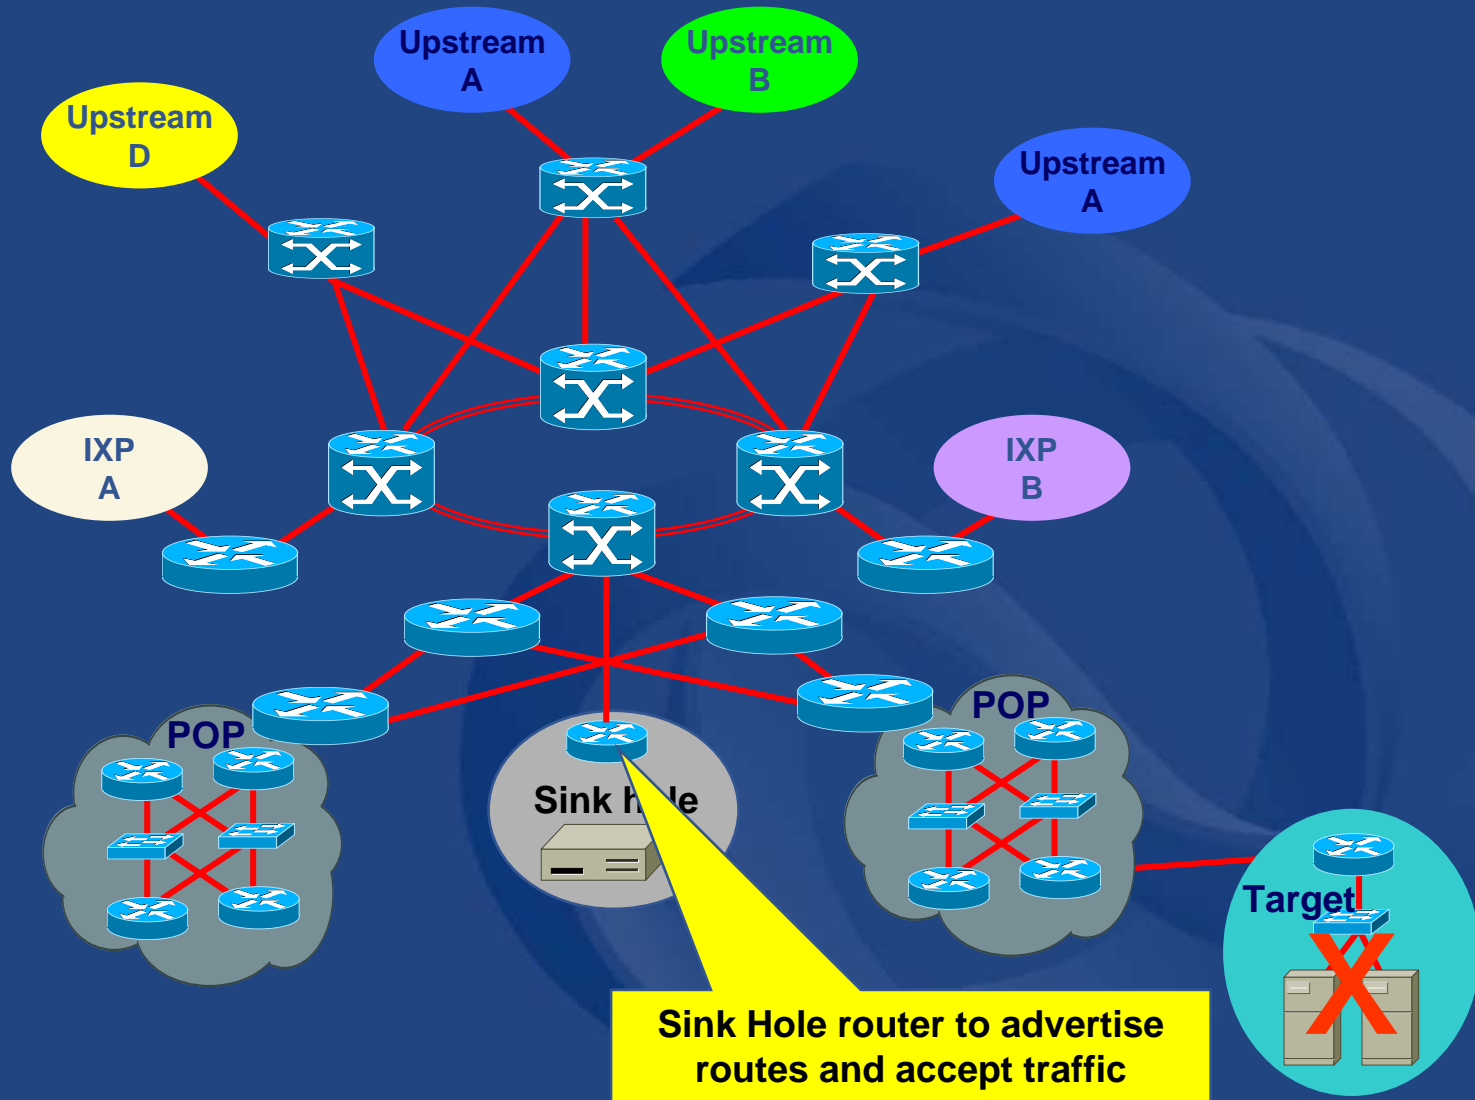 Upstream
A
Upstream
B
Upstream
D
Upstream
A
IXP
A
IXP
B
POP
POP
Sink hole
Target
X
Sink Hole router to advertise
routes and accept traffic